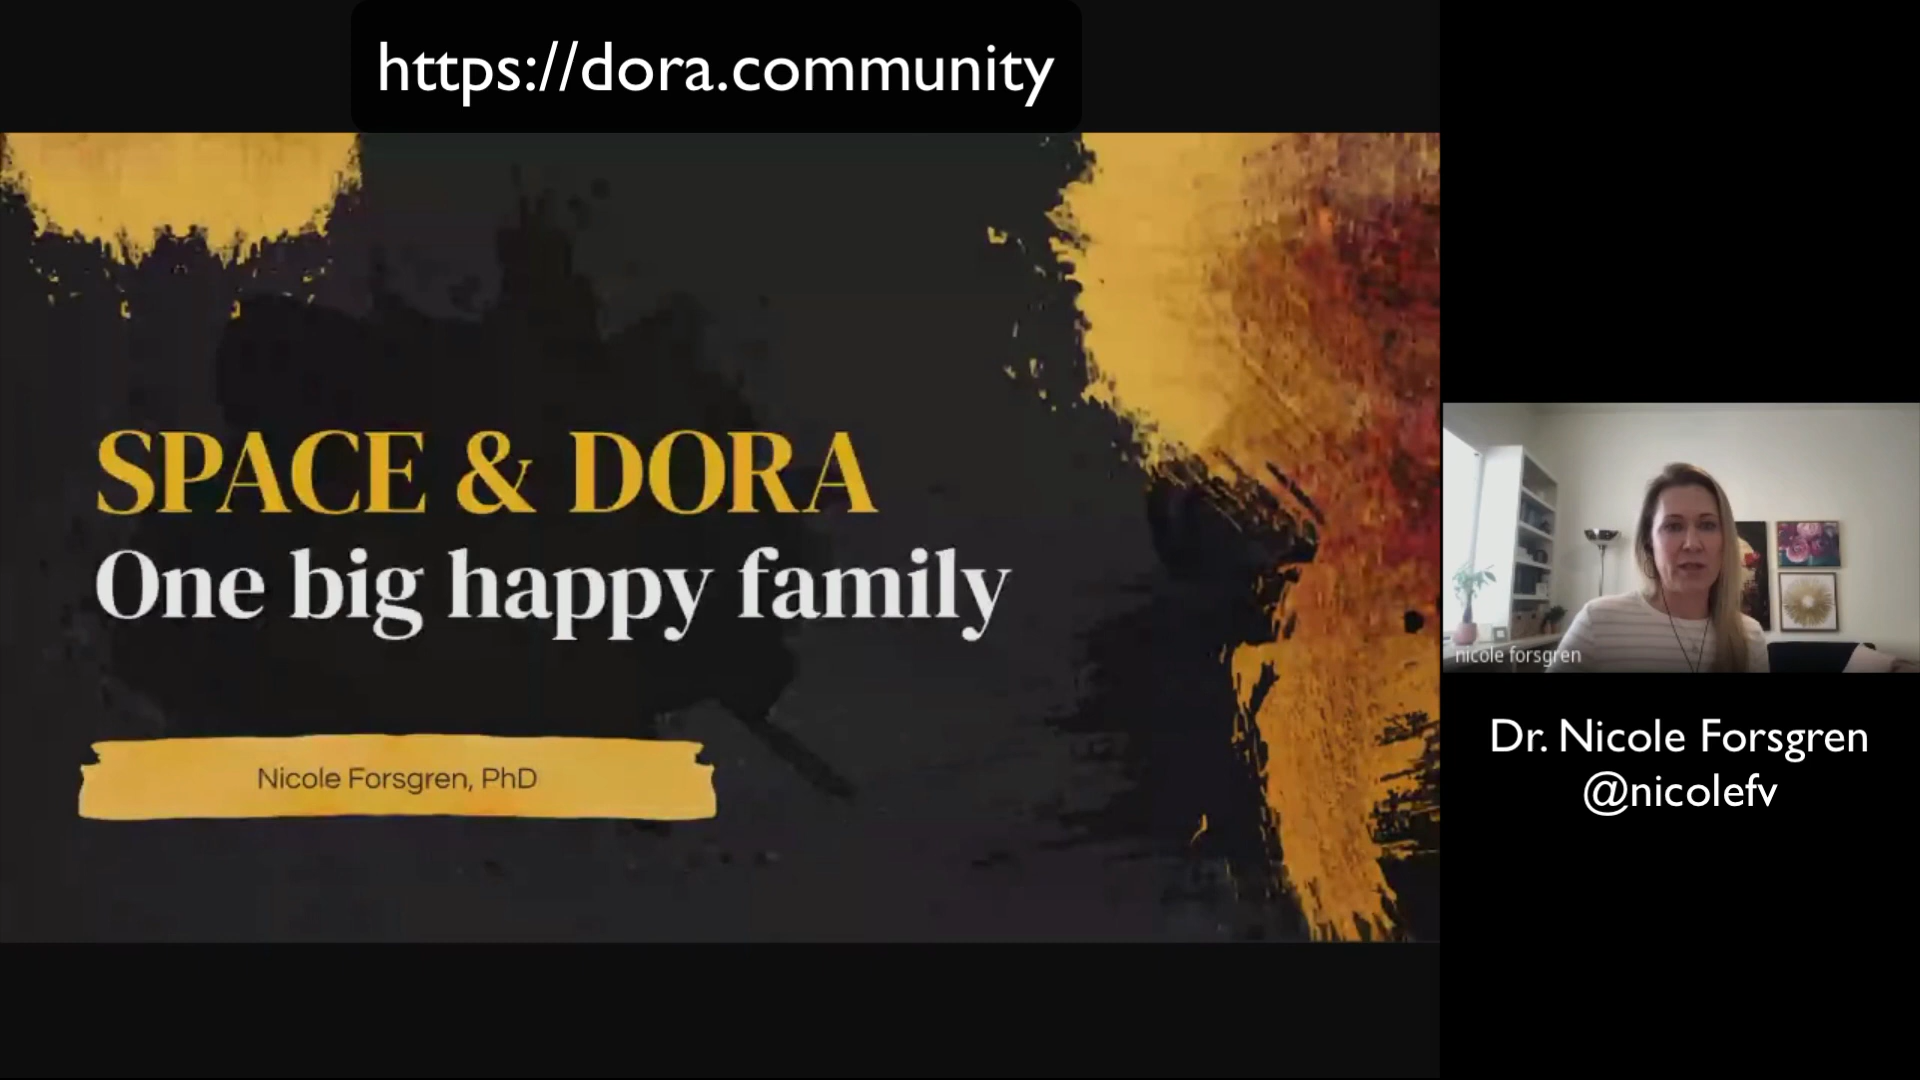 https://dora.community
SPACE & DORA
One big happy family
Nicole Forsgren, PhD
nicole forsgren
Dr. Nicole Forsgren
@nicolefv